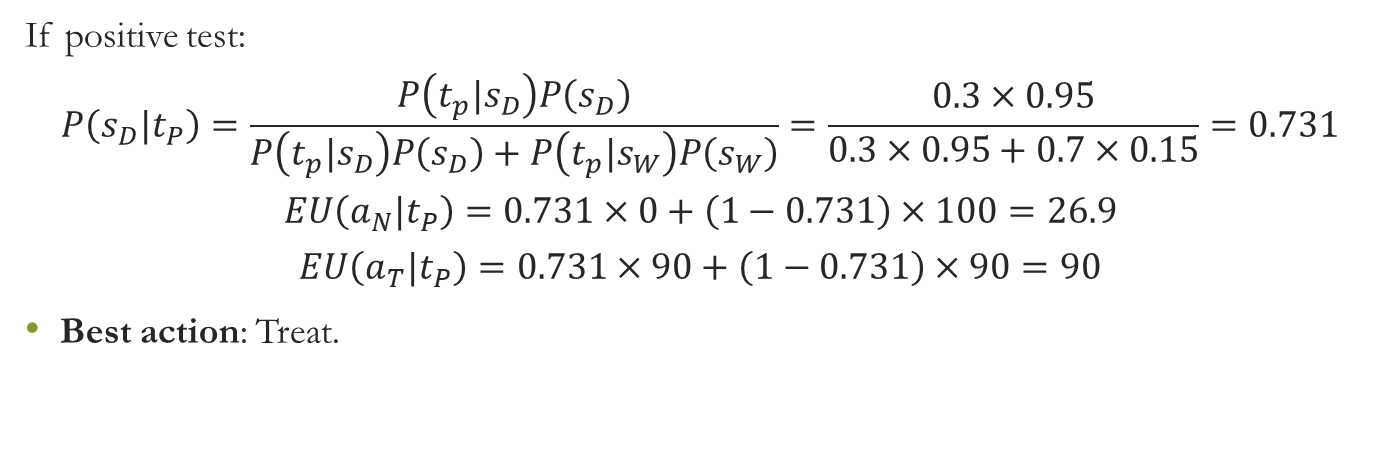 If positive test:
P(s_D|t_P) = \frac{P(t_p|s_D)P(s_D)}{P(t_p|s_D)P(s_D) + P(t_p|s_W)P(s_W)} = \frac{0.3 × 0.95}{0.3 × 0.95 + 0.7 × 0.15} = 0.731
EU(a_N|t_P) = 0.731 × 0 + (1 − 0.731) × 100 = 26.9
EU(a_T|t_P) = 0.731 × 90 + (1 − 0.731) × 90 = 90
• Best action: Treat.